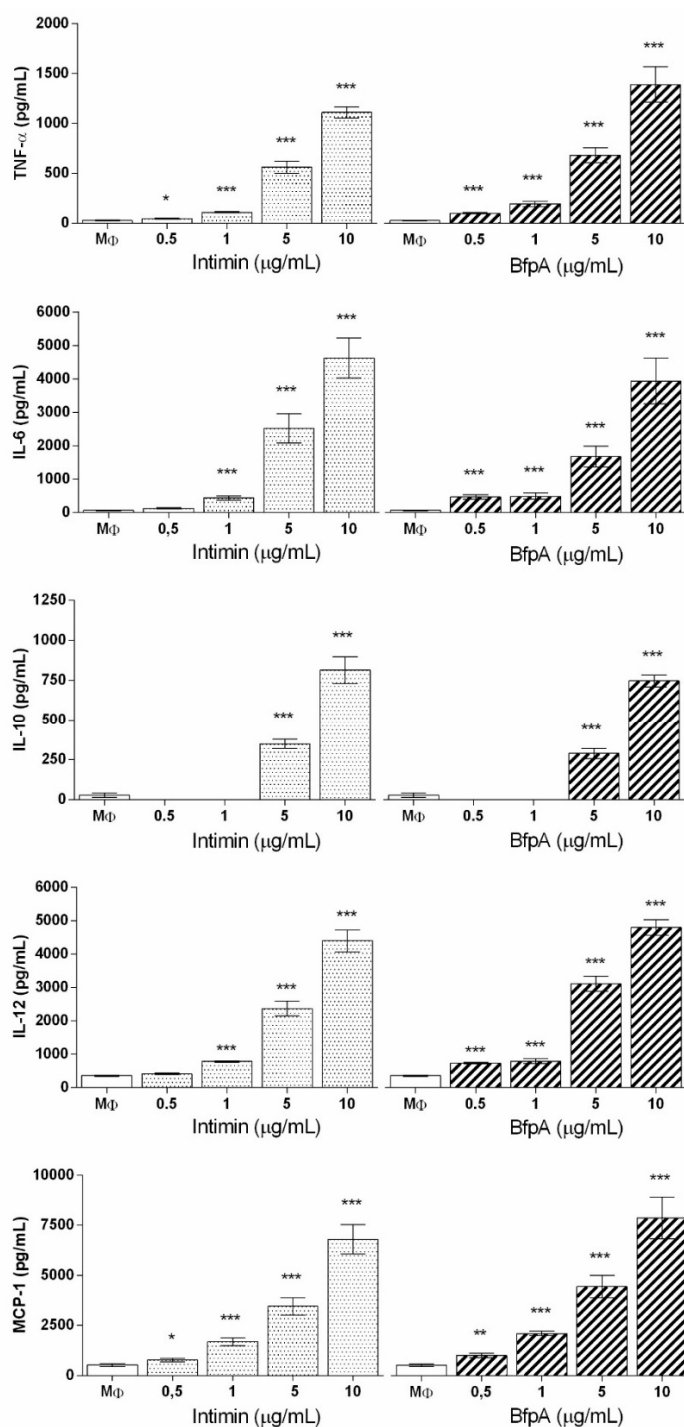 TNF-α (pg/mL)
2000
1500
1000
500
0
* *** *** ***
*** *** *** ***
MΦ 0.5 1 5 10
Intimin (μg/mL)
MΦ 0.5 1 5 10
BfpA (μg/mL)
IL-6 (pg/mL)
6000
5000
4000
3000
2000
1000
0
*** *** ***
*** *** *** ***
MΦ 0,5 1 5 10
Intimin (μg/mL)
MΦ 0.5 1 5 10
BfpA (μg/mL)
IL-10 (pg/mL)
1250
1000
750
500
250
0
*** ***
*** ***
MΦ 0.5 1 5 10
Intimin (μg/mL)
MΦ 0.5 1 5 10
BfpA (μg/mL)
IL-12 (pg/mL)
6000
5000
4000
3000
2000
1000
0
*** *** ***
*** *** *** ***
MΦ 0.5 1 5 10
Intimin (μg/mL)
MΦ 0.5 1 5 10
BfpA (μg/mL)
MCP-1 (pg/mL)
10000
7500
5000
2500
0
* *** *** ***
** *** *** ***
MΦ 0,5 1 5 10
Intimin (μg/mL)
MΦ 0,5 1 5 10
BfpA (μg/mL)